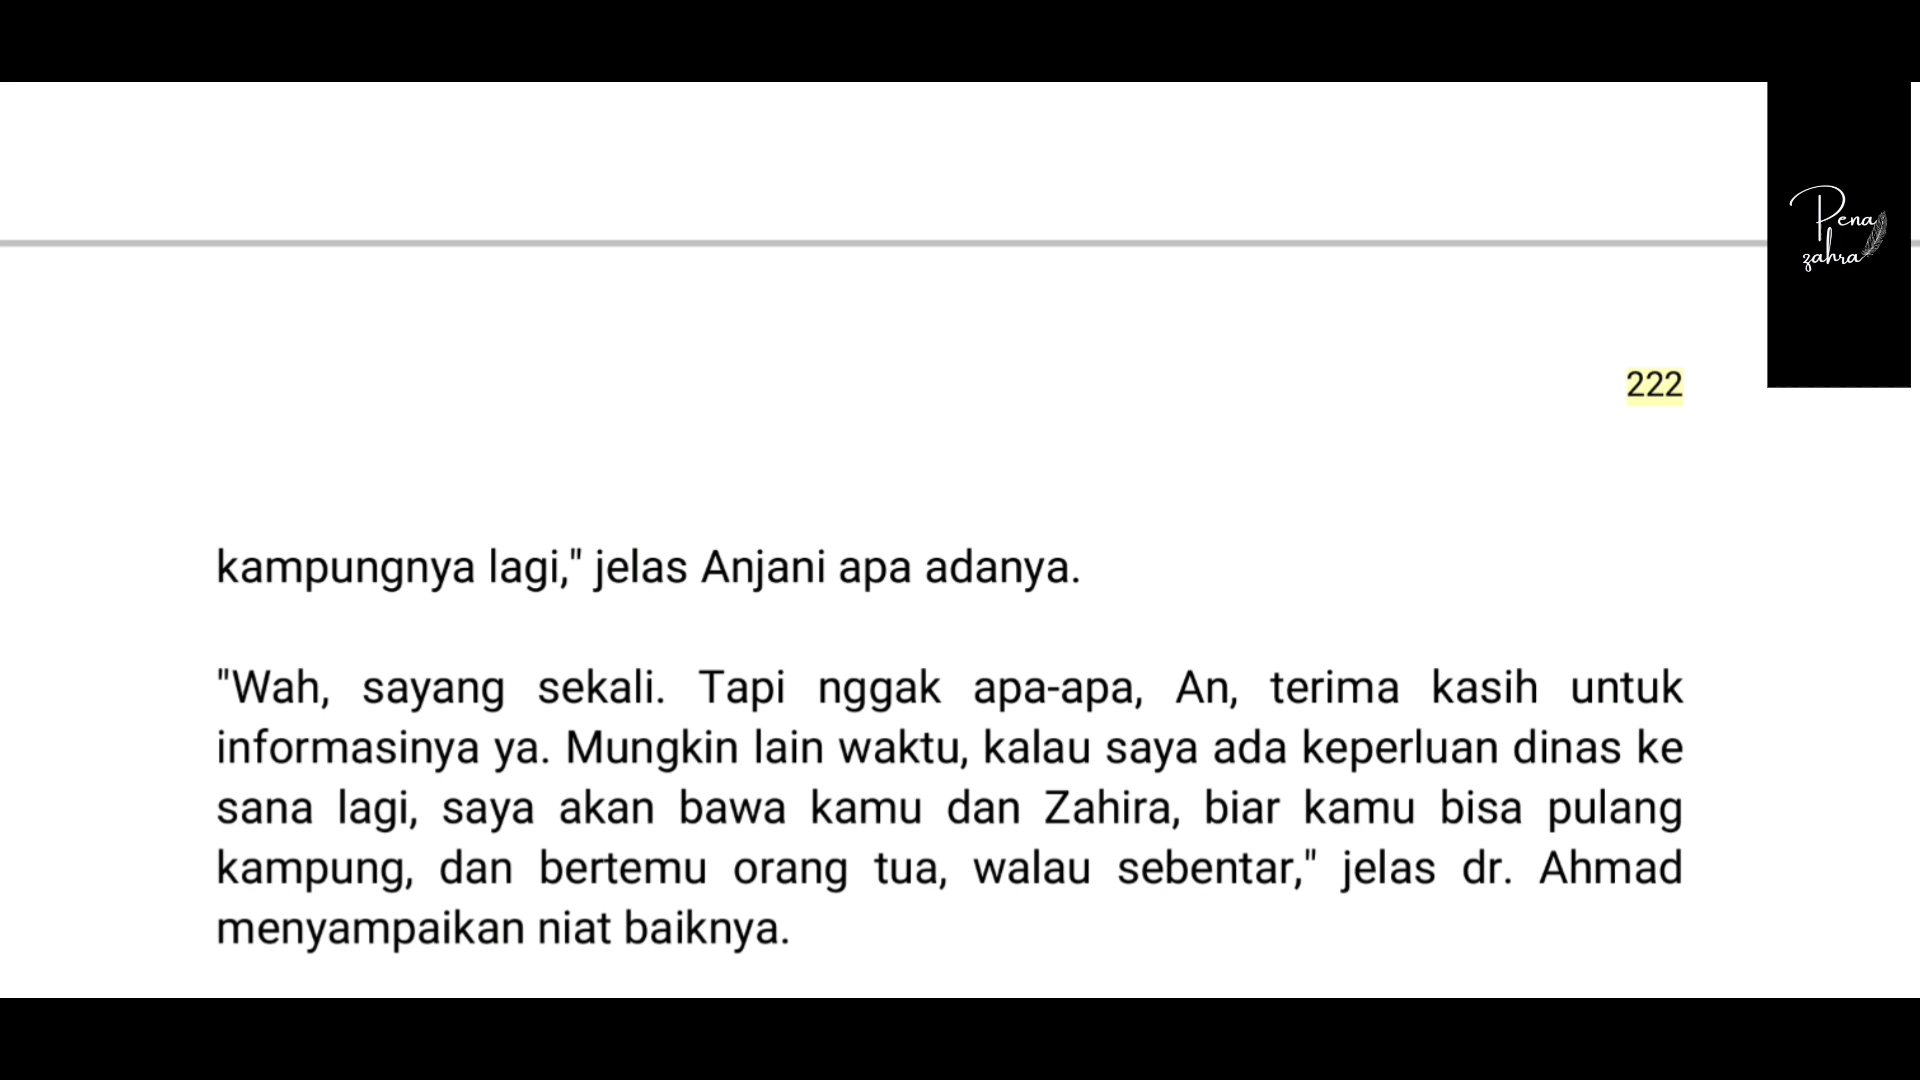 Pena
zahra
222
kampungnya lagi," jelas Anjani apa adanya.
"Wah, sayang sekali. Tapi nggak apa-apa, An, terima kasih untuk
informasinya ya. Mungkin lain waktu, kalau saya ada keperluan dinas ke
sana lagi, saya akan bawa kamu dan Zahira, biar kamu bisa pulang
kampung, dan bertemu orang tua, walau sebentar," jelas dr. Ahmad
menyampaikan niat baiknya.